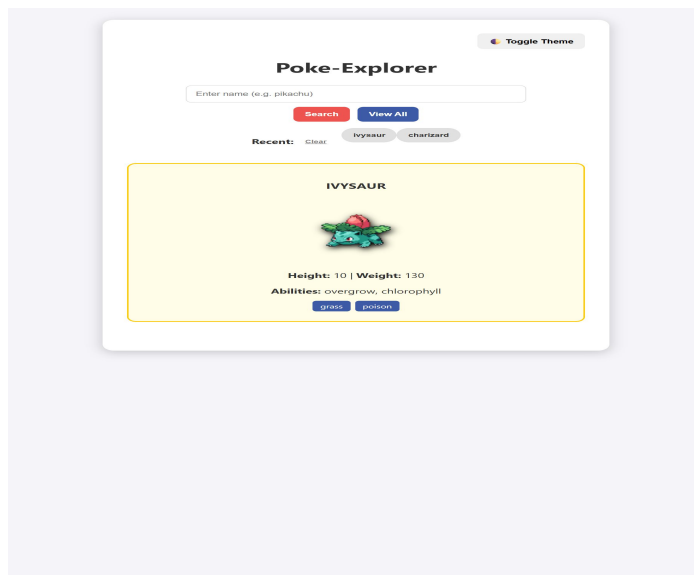 Toggle Theme
Poke-Explorer
Enter name (e.g. pikachu)
Search View All
Recent: Clear ivysaur charizard
IVYSAUR
Height: 10 | Weight: 130
Abilities: overgrow, chlorophyll
grass poison